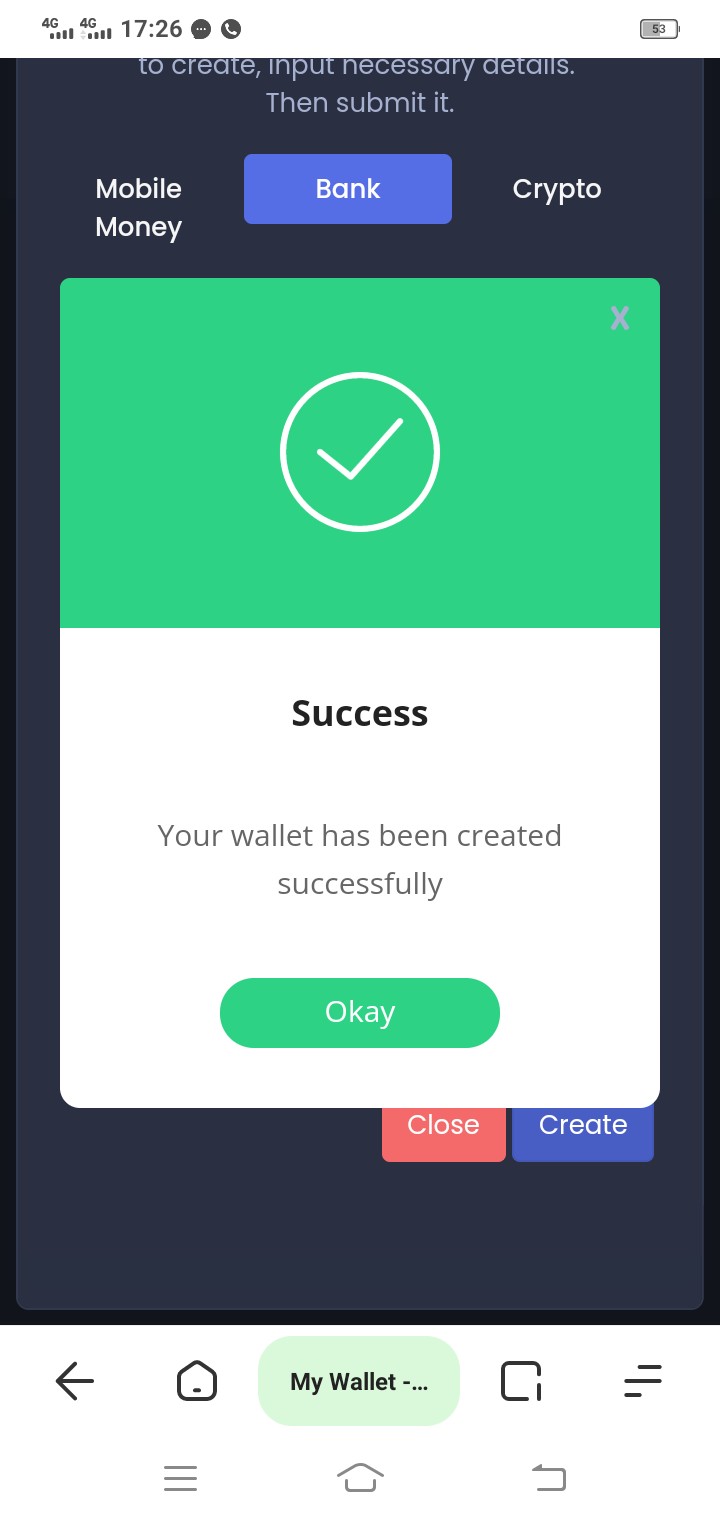 4G 4G 17:26 53
to create, input necessary details.
Then submit it.
Mobile
Money
Bank
Crypto
X
Success
Your wallet has been created
successfully
Okay
Close
Create
My Wallet -...